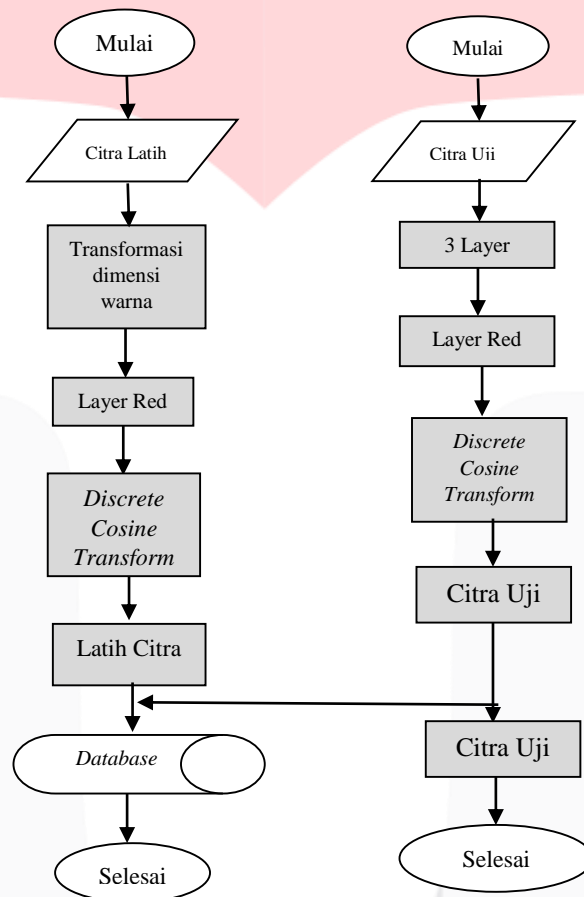 Mulai
Citra Latih
Transformasi
dimensi
warna
Layer Red
Discrete
Cosine
Transform
Latih Citra
Database
Selesai
Mulai
Citra Uii
3 Layer
Layer Red
Discrete
Cosine
Transform
Citra Uji
Citra Uji
Selesai